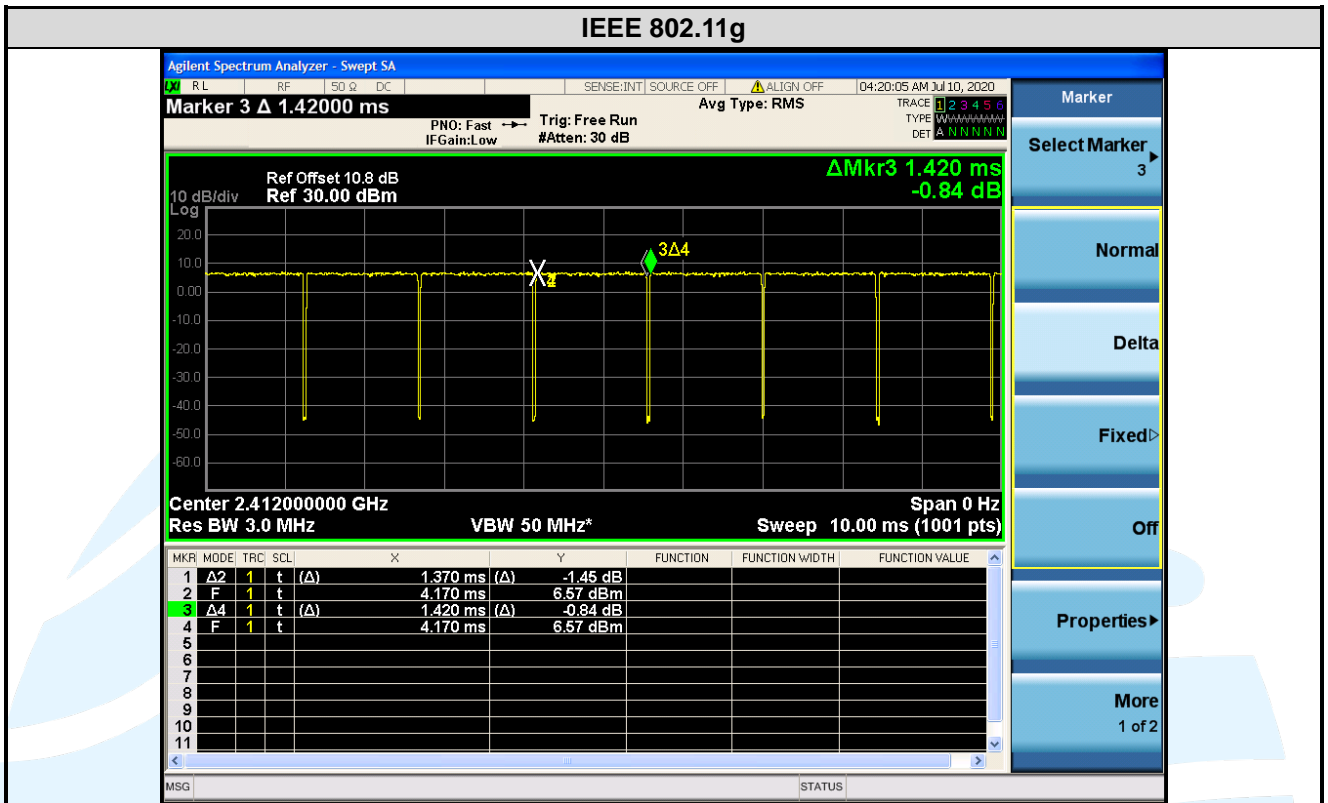 IEEE 802.11g
Agilent Spectrum Analyzer - Swept SA
LXI RL RF 50 Ω DC SENSE:INT SOURCE OFF ALIGN OFF 04:20:05 AM Jul 10, 2020
Marker 3 Δ 1.42000 ms
PNO: Fast
IFGain:Low
Trig: Free Run
#Atten: 30 dB
Avg Type: RMS
TRACE 1 2 3 4 5 6
TYPE
DET A N N N N N
Ref Offset 10.8 dB
10 dB/div Ref 30.00 dBm
Log
ΔMkr3 1.420 ms
-0.84 dB
20.0
10.0
0.00
-10.0
-20.0
-30.0
-40.0
-50.0
-60.0
3Δ4
Center 2.412000000 GHz Span 0 Hz
Res BW 3.0 MHz VBW 50 MHz* Sweep 10.00 ms (1001 pts)
MKR MODE TRC SCL X Y FUNCTION FUNCTION WIDTH FUNCTION VALUE
1 Δ2 1 t (Δ) 1.370 ms (Δ) -1.45 dB
2 F 1 t 4.170 ms 6.57 dBm
3 Δ4 1 t (Δ) 1.420 ms (Δ) -0.84 dB
4 F 1 t 4.170 ms 6.57 dBm
5
6
7
8
9
10
11
MSG STATUS
Marker
Select Marker
3
Normal
Delta
Fixed
Off
Properties
More
1 of 2